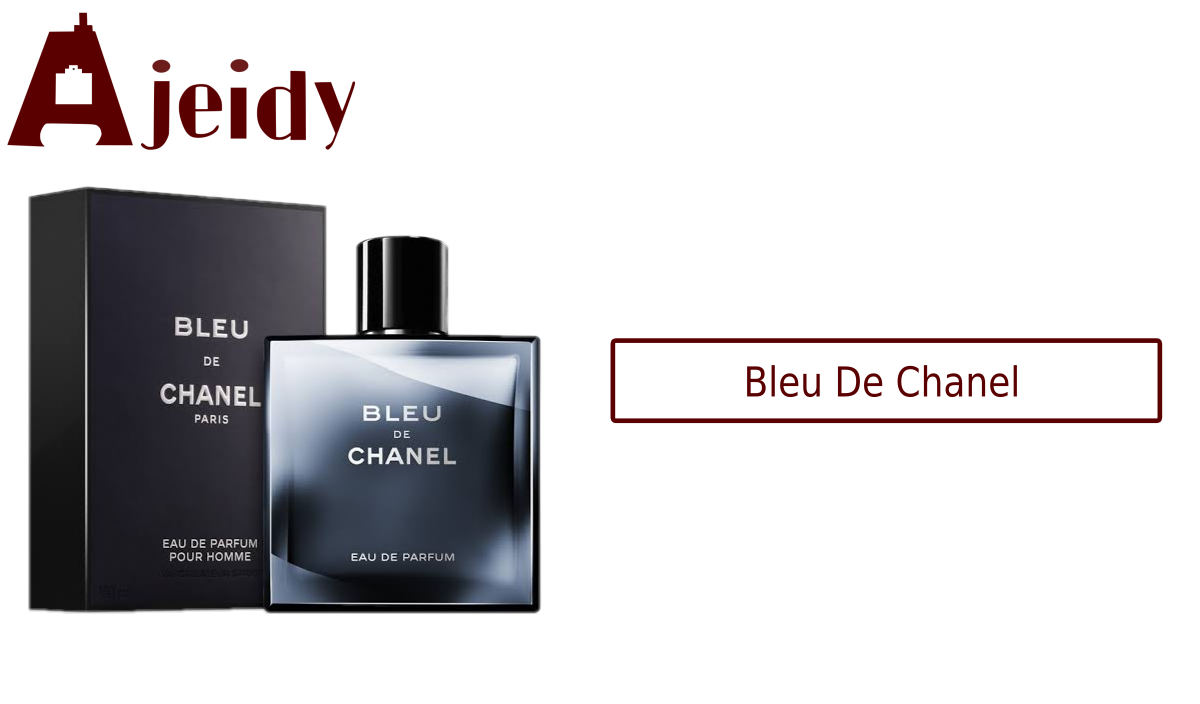 Ajeidy
BLEU
DE
CHANEL
PARIS
EAU DE PARFUM
POUR HOMME
BLEU
DE
CHANEL
EAU DE PARFUM
Bleu De Chanel